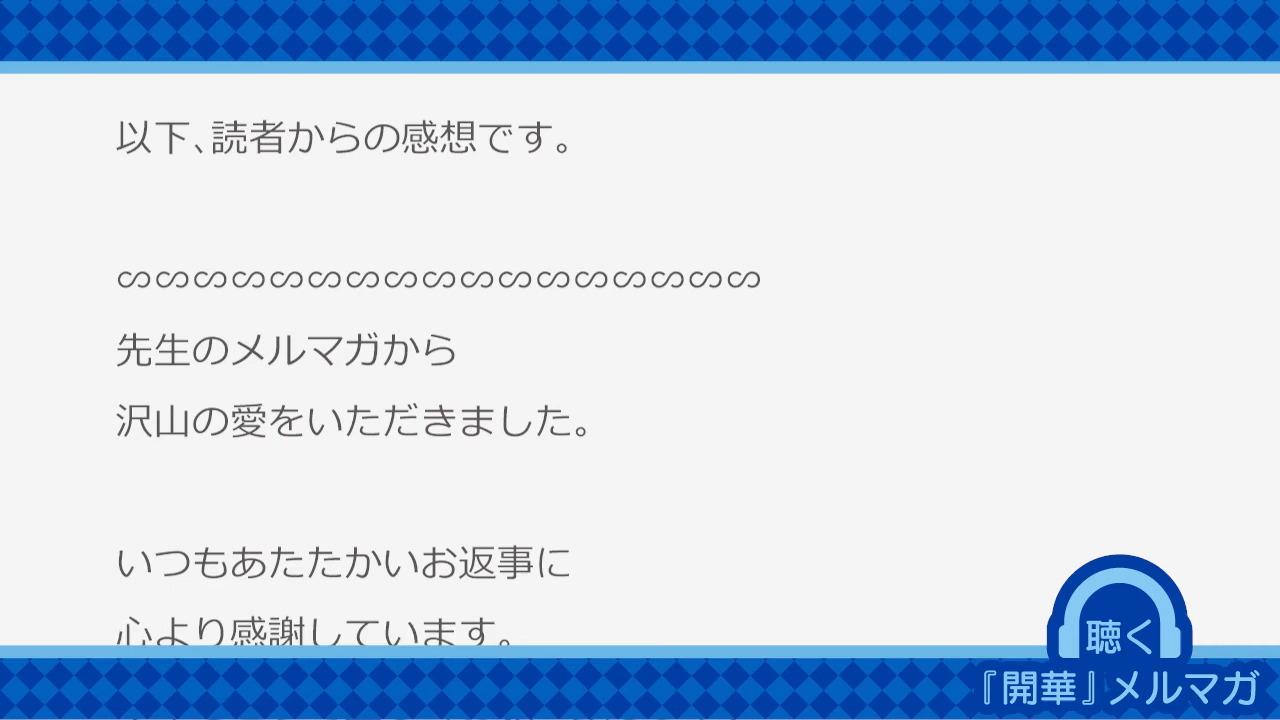 以下、読者からの感想です。
∽∽∽∽∽∽∽∽∽∽∽∽∽∽∽∽∽
先生のメルマガから
沢山の愛をいただきました。
いつもあたたかいお返事に
心より感謝しています。
聴く
『開華』メルマガ